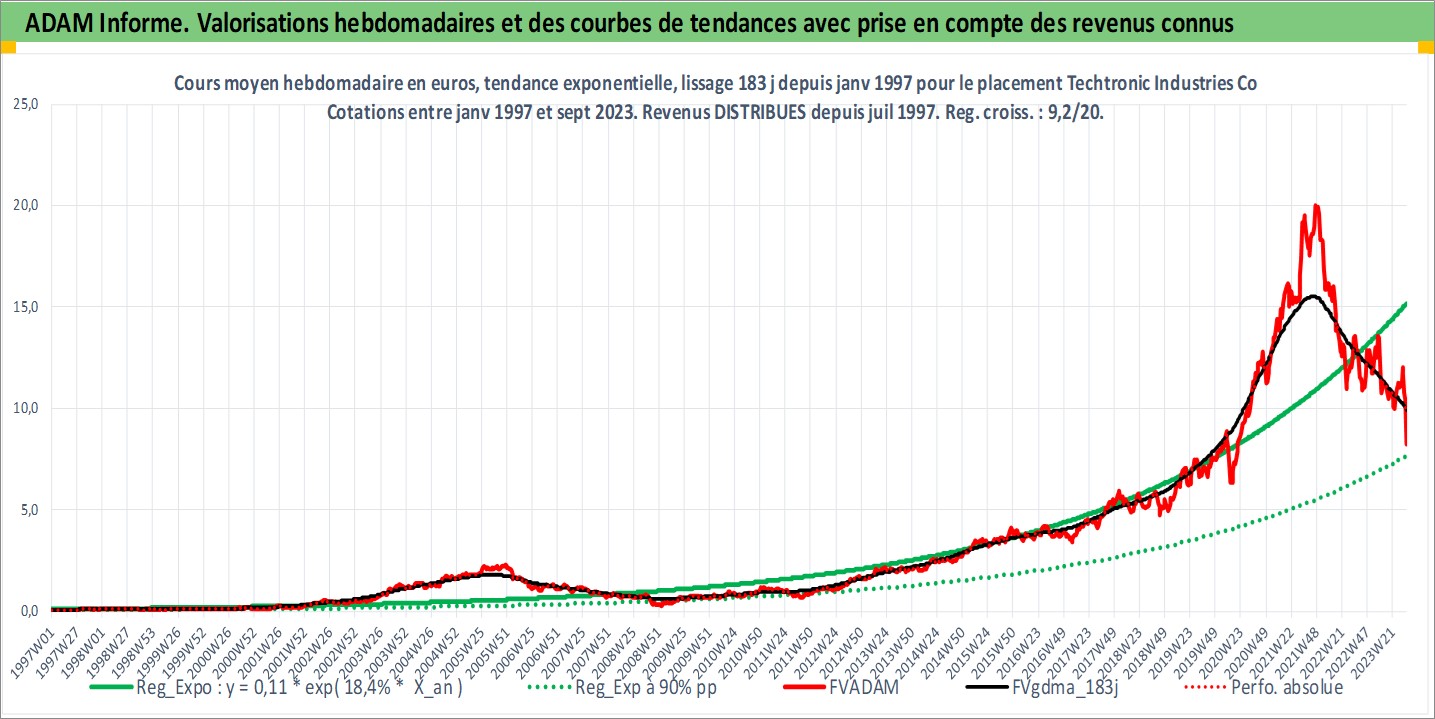 ADAM Informe. Valorisations hebdomadaires et des courbes de tendances avec prise en compte des revenus connus
Cours moyen hebdomadaire en euros, tendance exponentielle, lissage 183 j depuis janv 1997 pour le placement Techtronic Industries Co
Cotations entre janv 1997 et sept 2023. Revenus DISTRIBUES depuis juil 1997. Reg. croiss. : 9,2/20.
25,0
20,0
15,0
10,0
5,0
0,0
1997W01
1997W27
1998W01
1998W27
1998W53
1999W26
1999W52
2000W26
2000W52
2001W26
2001W52
2002W26
2002W52
2003W26
2003W52
2004W26
2004W52
2005W25
2005W51
2006W25
2006W51
2007W25
2007W51
2008W25
2008W51
2009W25
2009W51
2010W24
2010W50
2011W24
2011W50
2012W24
2012W50
2013W24
2013W50
2014W24
2014W50
2015W24
2015W50
2016W23
2016W49
2017W23
2017W49
2018W23
2018W49
2019W23
2019W49
2020W23
2020W49
2021W22
2021W48
2022W21
2022W47
2023W21
Reg_Expo : y = 0,11 * exp( 18,4% * X_an )
Reg_Exp à 90% pp
FVADAM
FVgdma_183j
Perfo. absolue